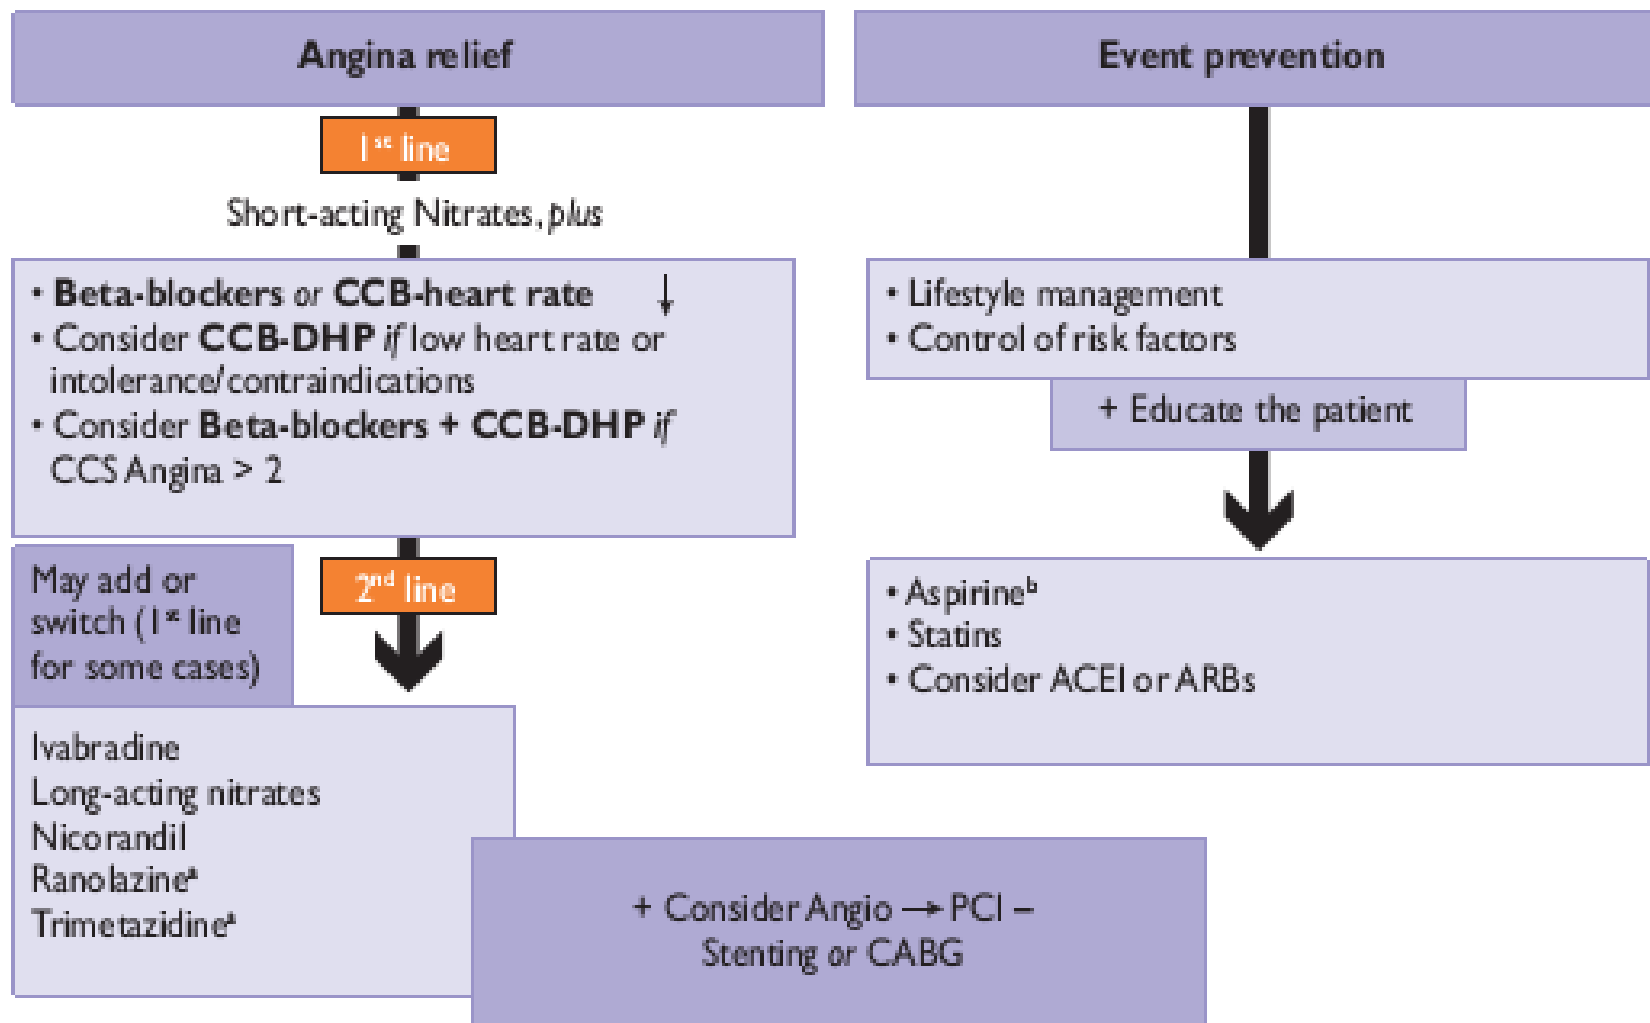 Angina relief
1st line
Short-acting Nitrates, plus
• Beta-blockers or CCB-heart rate ↓
• Consider CCB-DHP if low heart rate or
intolerance/contraindications
• Consider Beta-blockers + CCB-DHP if
CCS Angina > 2
May add or
switch (1st line
for some cases)
2nd line
Ivabradine
Long-acting nitrates
Nicorandil
Ranolazineᵃ
Trimetazidineᵃ
+ Consider Angio → PCI –
Stenting or CABG
Event prevention
• Lifestyle management
• Control of risk factors
+ Educate the patient
• Aspirineᵇ
• Statins
• Consider ACEI or ARBs